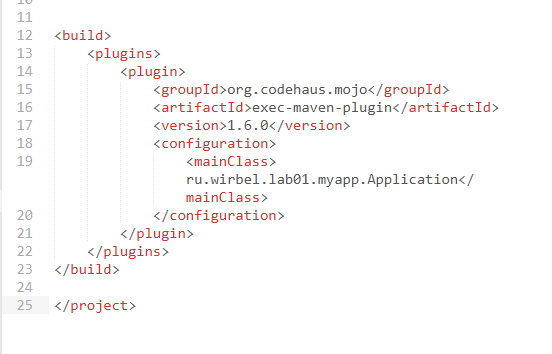 11
12 <build>
13 <plugins>
14 <plugin>
15 <groupId>org.codehaus.mojo</groupId>
16 <artifactId>exec-maven-plugin</artifactId>
17 <version>1.6.0</version>
18 <configuration>
19 <mainClass>
ru.wirbel.lab01.myapp.Application</
mainClass>
20 </configuration>
21 </plugin>
22 </plugins>
23 </build>
24
25 </project>